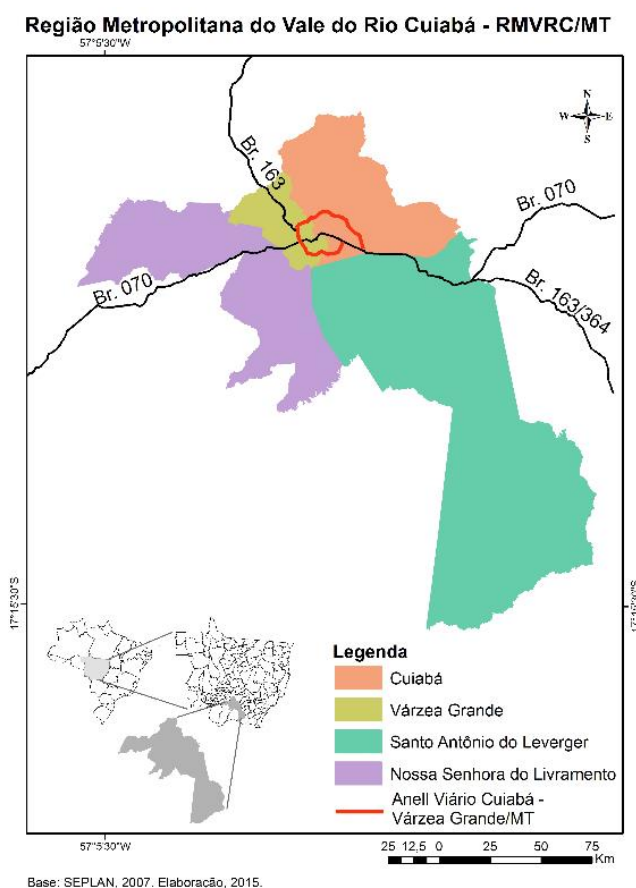 Região Metropolitana do Vale do Rio Cuiabá - RMVRC/MT
57°5'30"W
N
W E
S
Br. 163
Br. 070
Br. 070
Br. 163/364
17°15'30"S
17°15'30"S
Legenda
Cuiabá
Várzea Grande
Santo Antônio do Leverger
Nossa Senhora do Livramento
Anell Viário Cuiabá -
Várzea Grande/MT
57°5'30"W
25 12,5 0 25 50 75
Km
Base: SEPLAN, 2007. Elaboração, 2015.